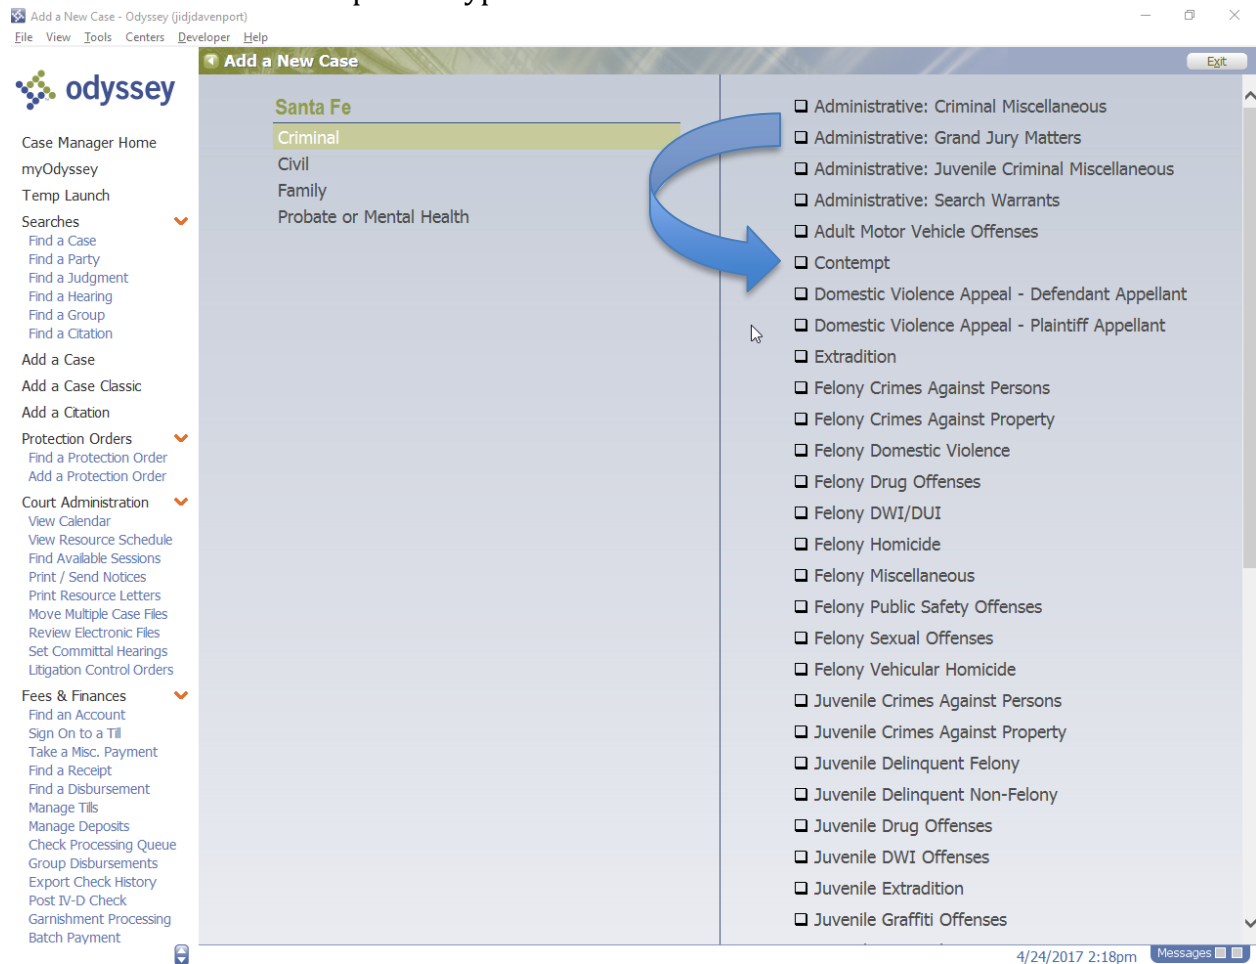 Add a New Case - Odyssey (jidjdavenport)
File View Tools Centers Developer Help
Add a New Case
Exit
odyssey
Case Manager Home
myOdyssey
Temp Launch
Searches
Find a Case
Find a Party
Find a Judgment
Find a Hearing
Find a Group
Find a Citation
Add a Case
Add a Case Classic
Add a Citation
Protection Orders
Find a Protection Order
Add a Protection Order
Court Administration
View Calendar
View Resource Schedule
Find Available Sessions
Print / Send Notices
Print Resource Letters
Move Multiple Case Files
Review Electronic Files
Set Committal Hearings
Litigation Control Orders
Fees & Finances
Find an Account
Sign On to a Till
Take a Misc. Payment
Find a Receipt
Find a Disbursement
Manage Tills
Manage Deposits
Check Processing Queue
Group Disbursements
Export Check History
Post IV-D Check
Garnishment Processing
Batch Payment
Santa Fe
Criminal
Civil
Family
Probate or Mental Health
Administrative: Criminal Miscellaneous
Administrative: Grand Jury Matters
Administrative: Juvenile Criminal Miscellaneous
Administrative: Search Warrants
Adult Motor Vehicle Offenses
Contempt
Domestic Violence Appeal - Defendant Appellant
Domestic Violence Appeal - Plaintiff Appellant
Extradition
Felony Crimes Against Persons
Felony Crimes Against Property
Felony Domestic Violence
Felony Drug Offenses
Felony DWI/DUI
Felony Homicide
Felony Miscellaneous
Felony Public Safety Offenses
Felony Sexual Offenses
Felony Vehicular Homicide
Juvenile Crimes Against Persons
Juvenile Crimes Against Property
Juvenile Delinquent Felony
Juvenile Delinquent Non-Felony
Juvenile Drug Offenses
Juvenile DWI Offenses
Juvenile Extradition
Juvenile Graffiti Offenses
4/24/2017 2:18pm
Messages